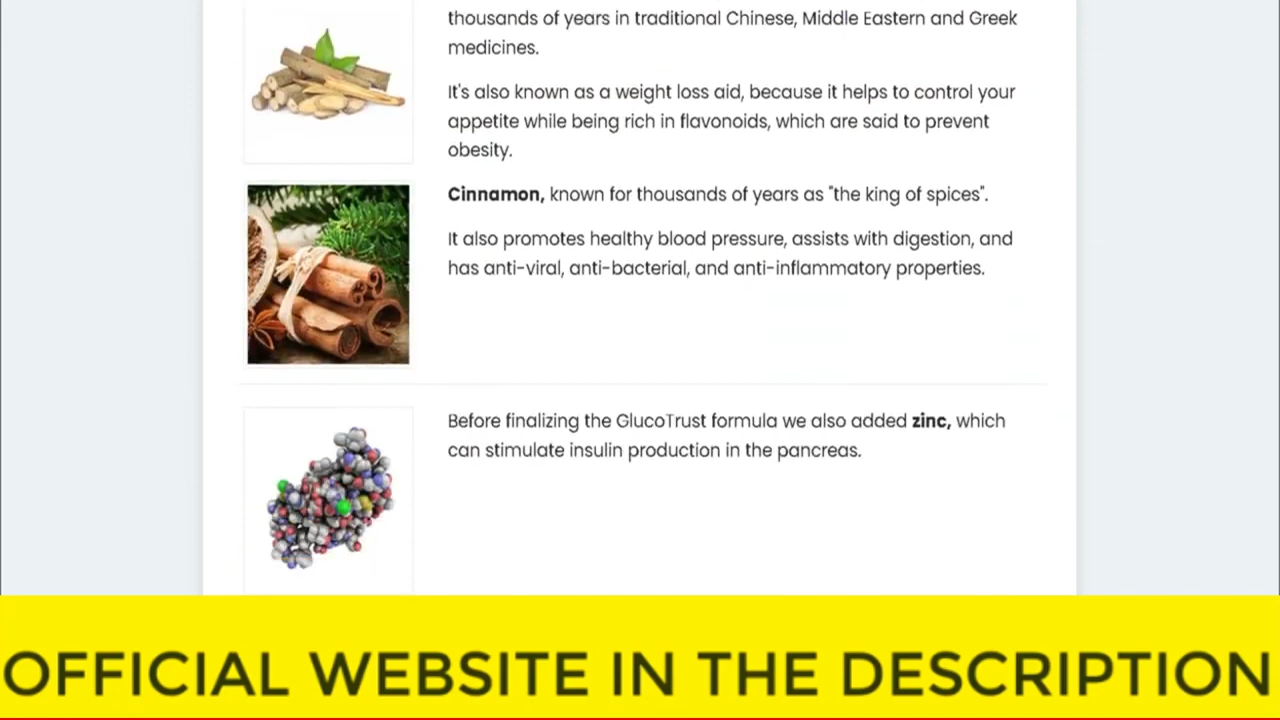 thousands of years in traditional Chinese, Middle Eastern and Greek
medicines.
It's also known as a weight loss aid, because it helps to control your
appetite while being rich in flavonoids, which are said to prevent
obesity.
Cinnamon, known for thousands of years as "the king of spices".
It also promotes healthy blood pressure, assists with digestion, and
has anti-viral, anti-bacterial, and anti-inflammatory properties.
Before finalizing the GlucoTrust formula we also added zinc, which
can stimulate insulin production in the pancreas.
OFFICIAL WEBSITE IN THE DESCRIPTION